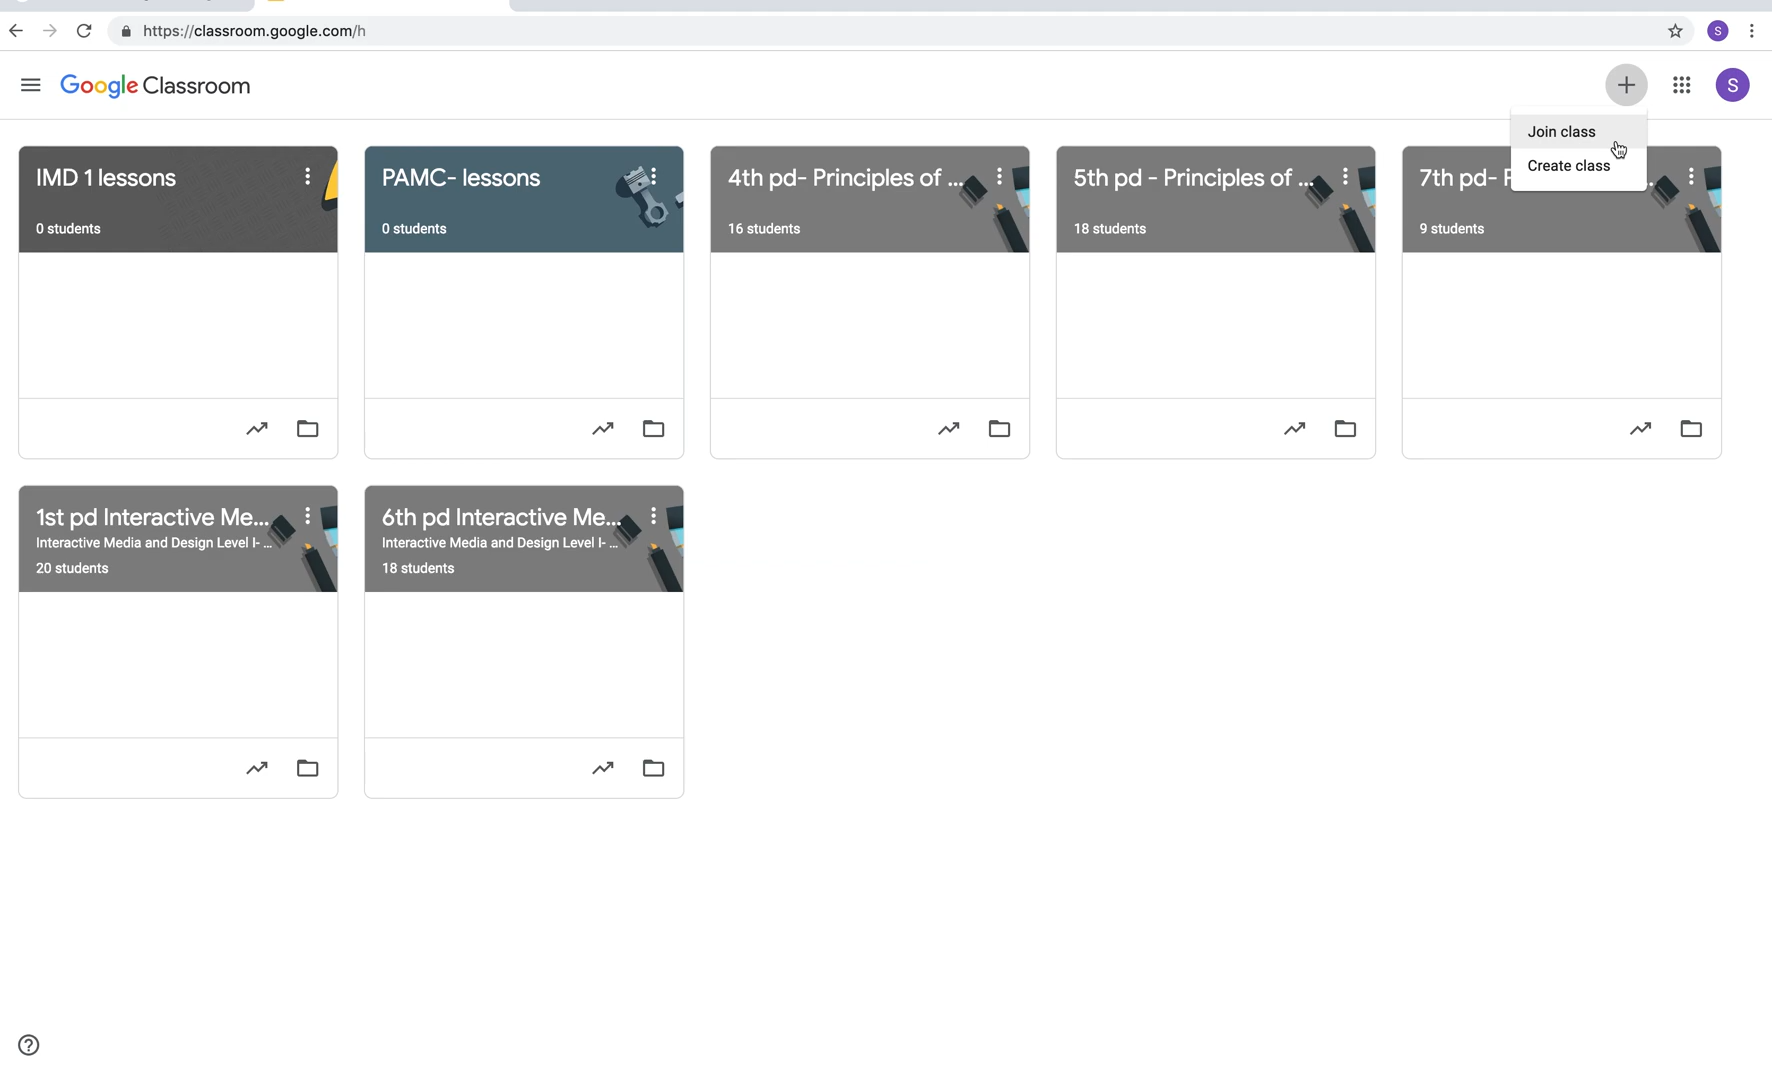 https://classroom.google.com/h
S
Google Classroom
S
Join class
Create class
IMD 1 lessons
0 students
PAMC- lessons
0 students
4th pd- Principles of ...
16 students
5th pd - Principles of ...
18 students
7th pd-
9 students
1st pd Interactive Me...
Interactive Media and Design Level I- ...
20 students
6th pd Interactive Me...
Interactive Media and Design Level I- ...
18 students